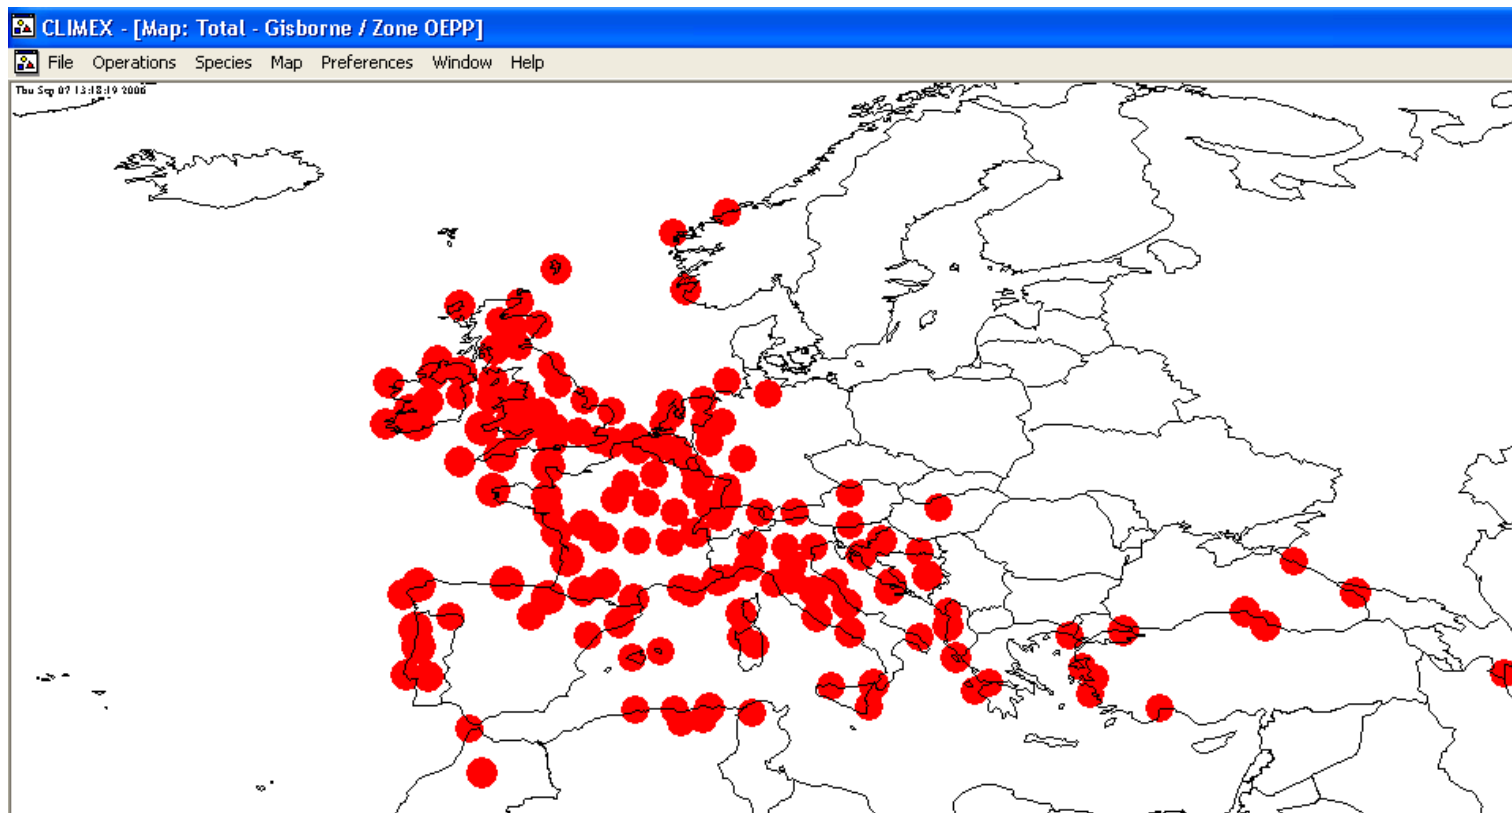 CLIMEX - [Map: Total - Gisborne / Zone OEPP]
File Operations Species Map Preferences Window Help
Thu Sep 07 13:18:19 2006